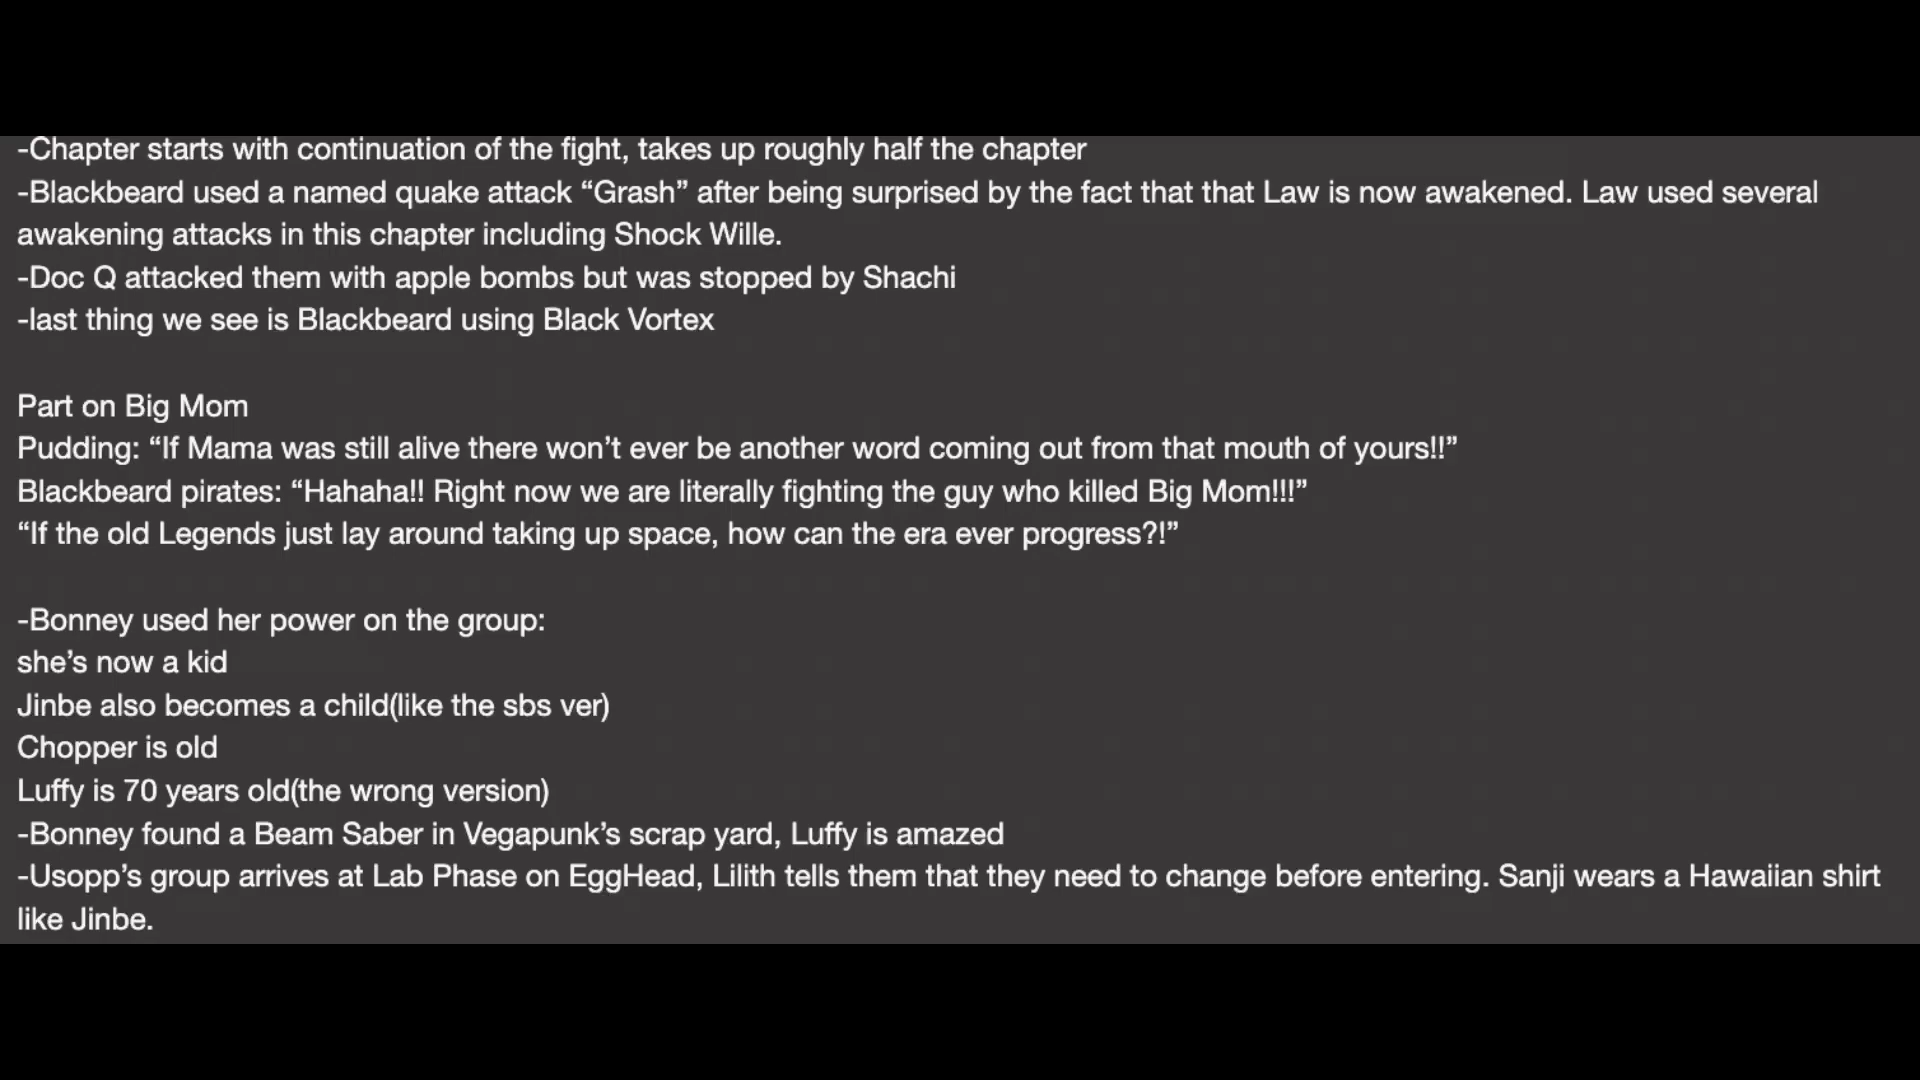 -Chapter starts with continuation of the fight, takes up roughly half the chapter
-Blackbeard used a named quake attack “Grash” after being surprised by the fact that that Law is now awakened. Law used several
awakening attacks in this chapter including Shock Wille.
-Doc Q attacked them with apple bombs but was stopped by Shachi
-last thing we see is Blackbeard using Black Vortex
Part on Big Mom
Pudding: “If Mama was still alive there won’t ever be another word coming out from that mouth of yours!!”
Blackbeard pirates: “Hahaha!! Right now we are literally fighting the guy who killed Big Mom!!!”
“If the old Legends just lay around taking up space, how can the era ever progress?!”
-Bonney used her power on the group:
she’s now a kid
Jinbe also becomes a child(like the sbs ver)
Chopper is old
Luffy is 70 years old(the wrong version)
-Bonney found a Beam Saber in Vegapunk’s scrap yard, Luffy is amazed
-Usopp’s group arrives at Lab Phase on EggHead, Lilith tells them that they need to change before entering. Sanji wears a Hawaiian shirt
like Jinbe.